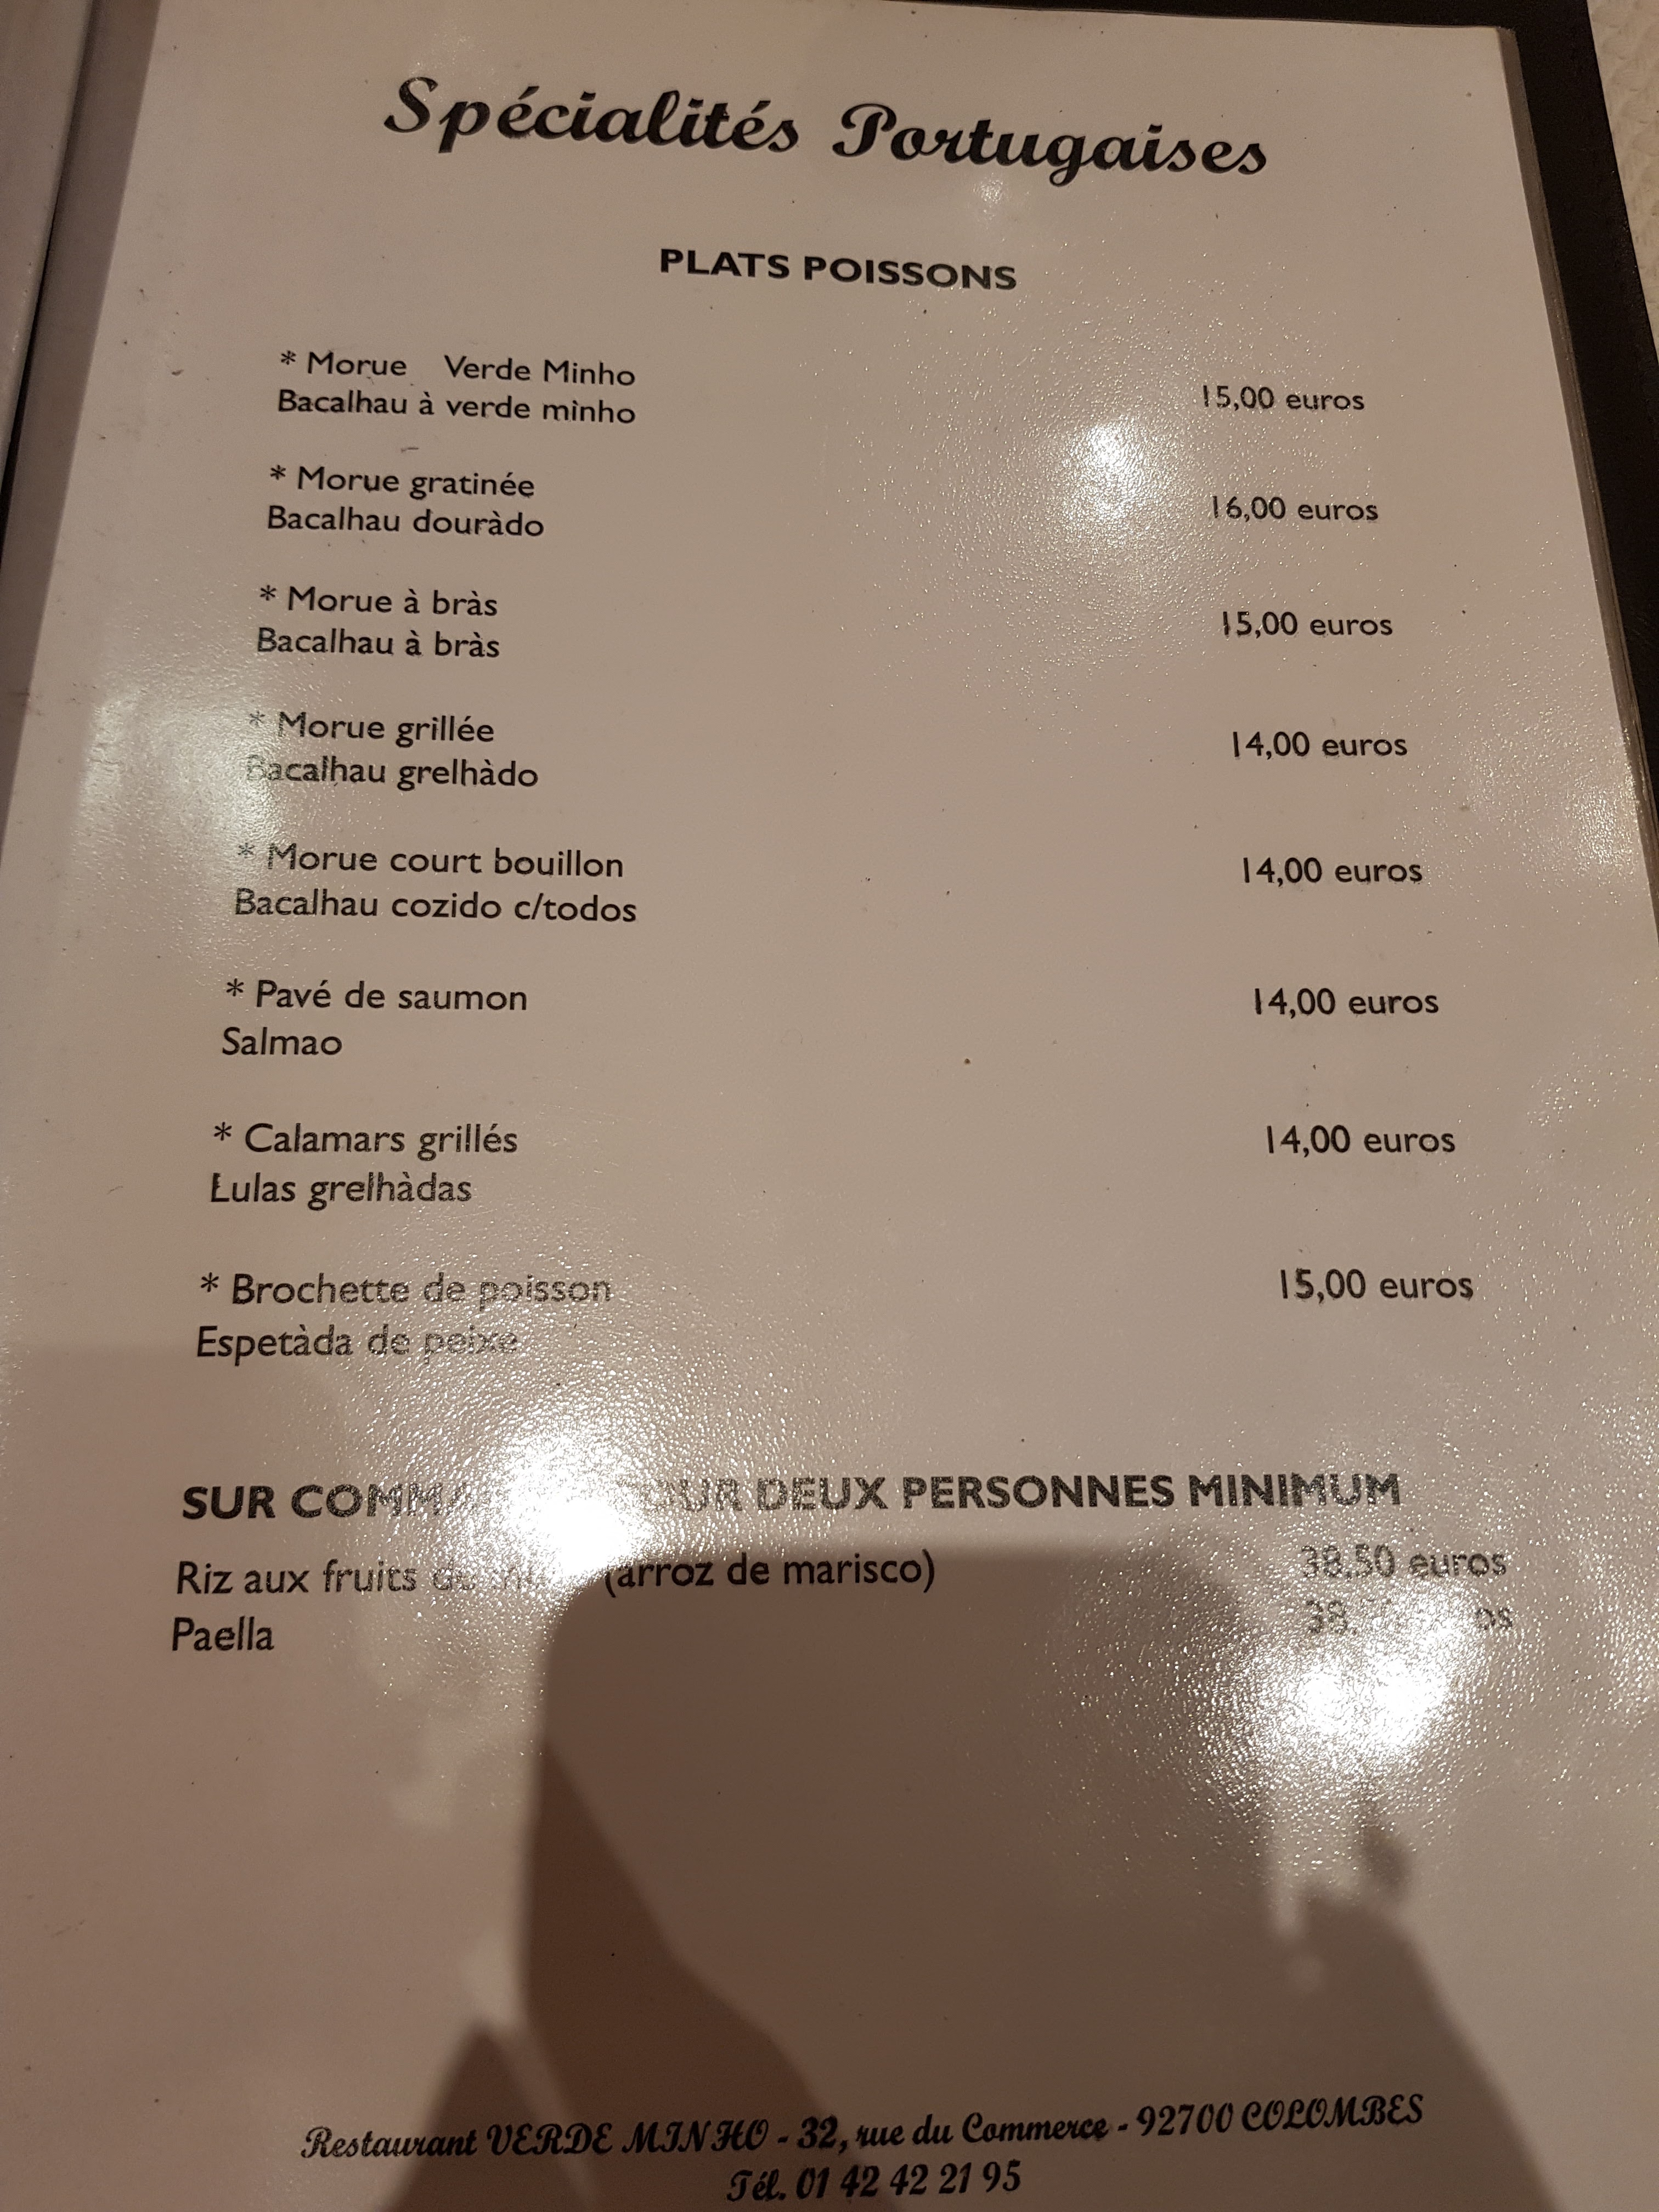 Spécialités Portugaises
PLATS POISSONS
* Morue Verde Minho
Bacalhau à verde minho
15,00 euros
* Morue gratinée
Bacalhau douràdo
16,00 euros
* Morue à bràs
Bacalhau à bràs
15,00 euros
* Morue grillée
Bacalhau grelhàdo
14,00 euros
* Morue court bouillon
Bacalhau cozido c/todos
14,00 euros
* Pavé de saumon
Salmao
14,00 euros
* Calamars grillés
Lulas grelhàdas
14,00 euros
* Brochette de poisson
Espetàda de peixe
15,00 euros
SUR DEUX PERSONNES MINIMUM
Riz aux fruits de (arroz de marisco) 38,50 euros
Paella
Restaurant VERDE MINHO - 32, rue du Commerce - 92700 COLOMBES
Tél. 01 42 42 21 95